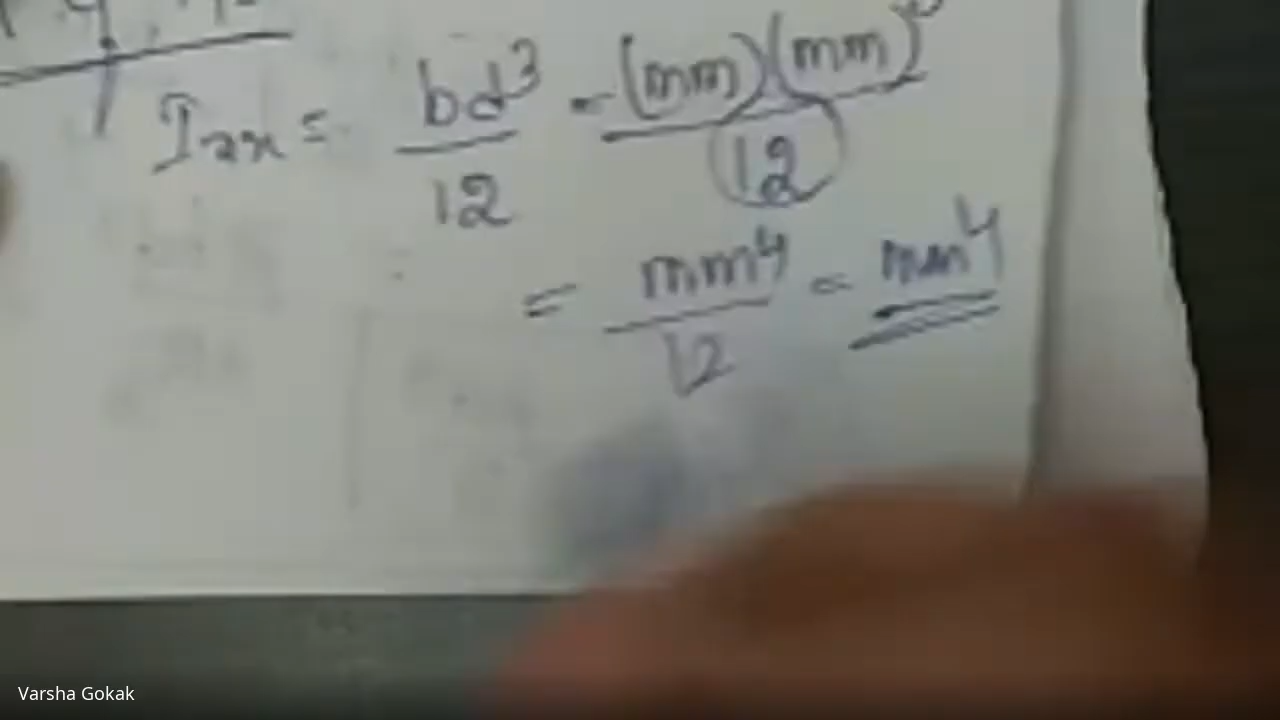 Ixx = bd³/12 = (mm)(mm)³/12
= mm⁴/12 = mm⁴
Varsha Gokak